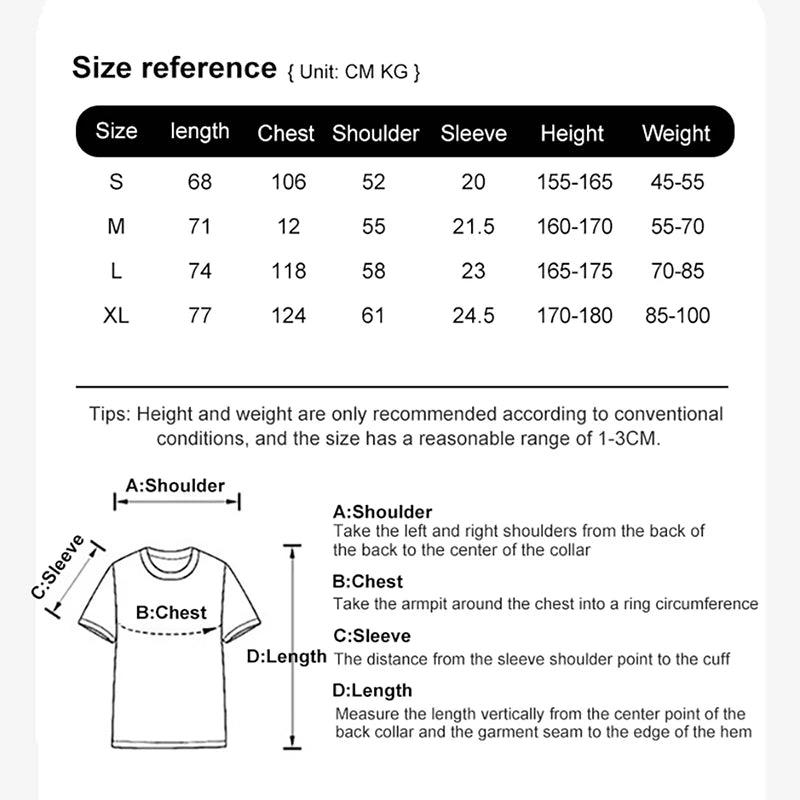 Size reference { Unit: CM KG }
Size length Chest Shoulder Sleeve Height Weight
S 68 106 52 20 155-165 45-55
M 71 12 55 21.5 160-170 55-70
L 74 118 58 23 165-175 70-85
XL 77 124 61 24.5 170-180 85-100
Tips: Height and weight are only recommended according to conventional
conditions, and the size has a reasonable range of 1-3CM.
A:Shoulder
C:Sleeve
B:Chest
D:Length
A:Shoulder
Take the left and right shoulders from the back of
the back to the center of the collar
B:Chest
Take the armpit around the chest into a ring circumference
C:Sleeve
The distance from the sleeve shoulder point to the cuff
D:Length
Measure the length vertically from the center point of the
back collar and the garment seam to the edge of the hem